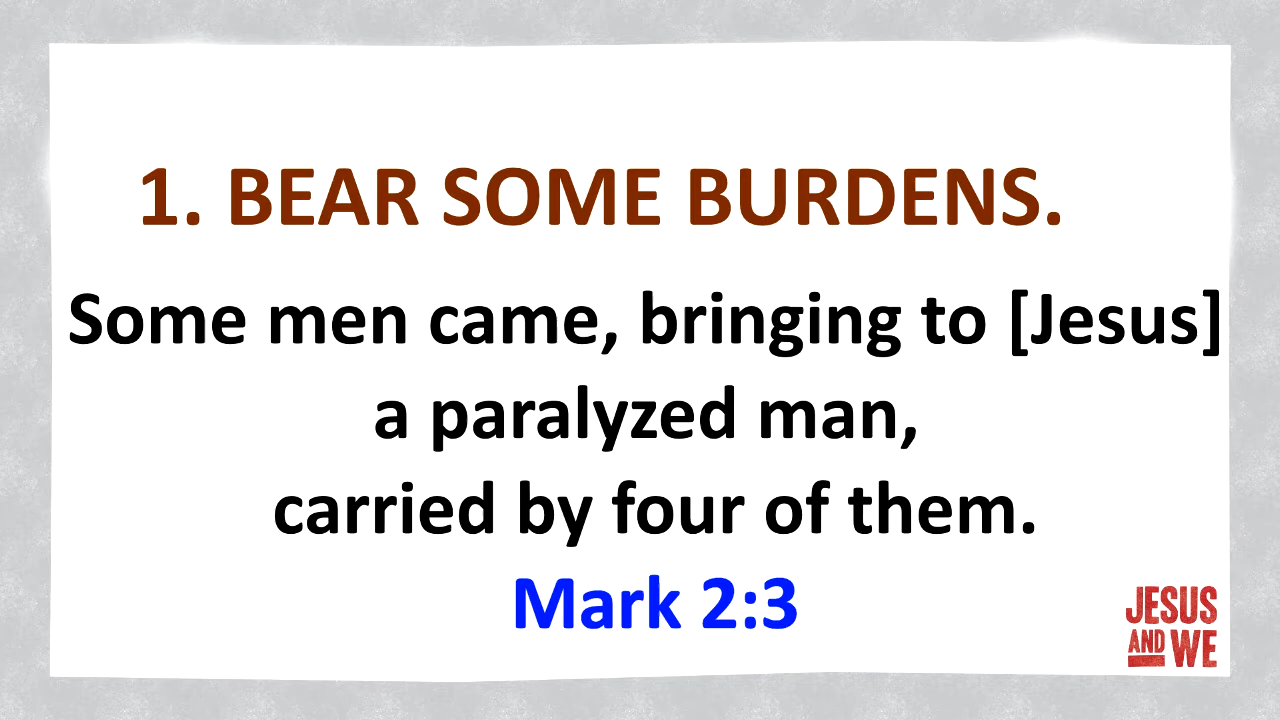 1. BEAR SOME BURDENS.
Some men came, bringing to [Jesus]
a paralyzed man,
carried by four of them.
Mark 2:3
JESUS
AND WE